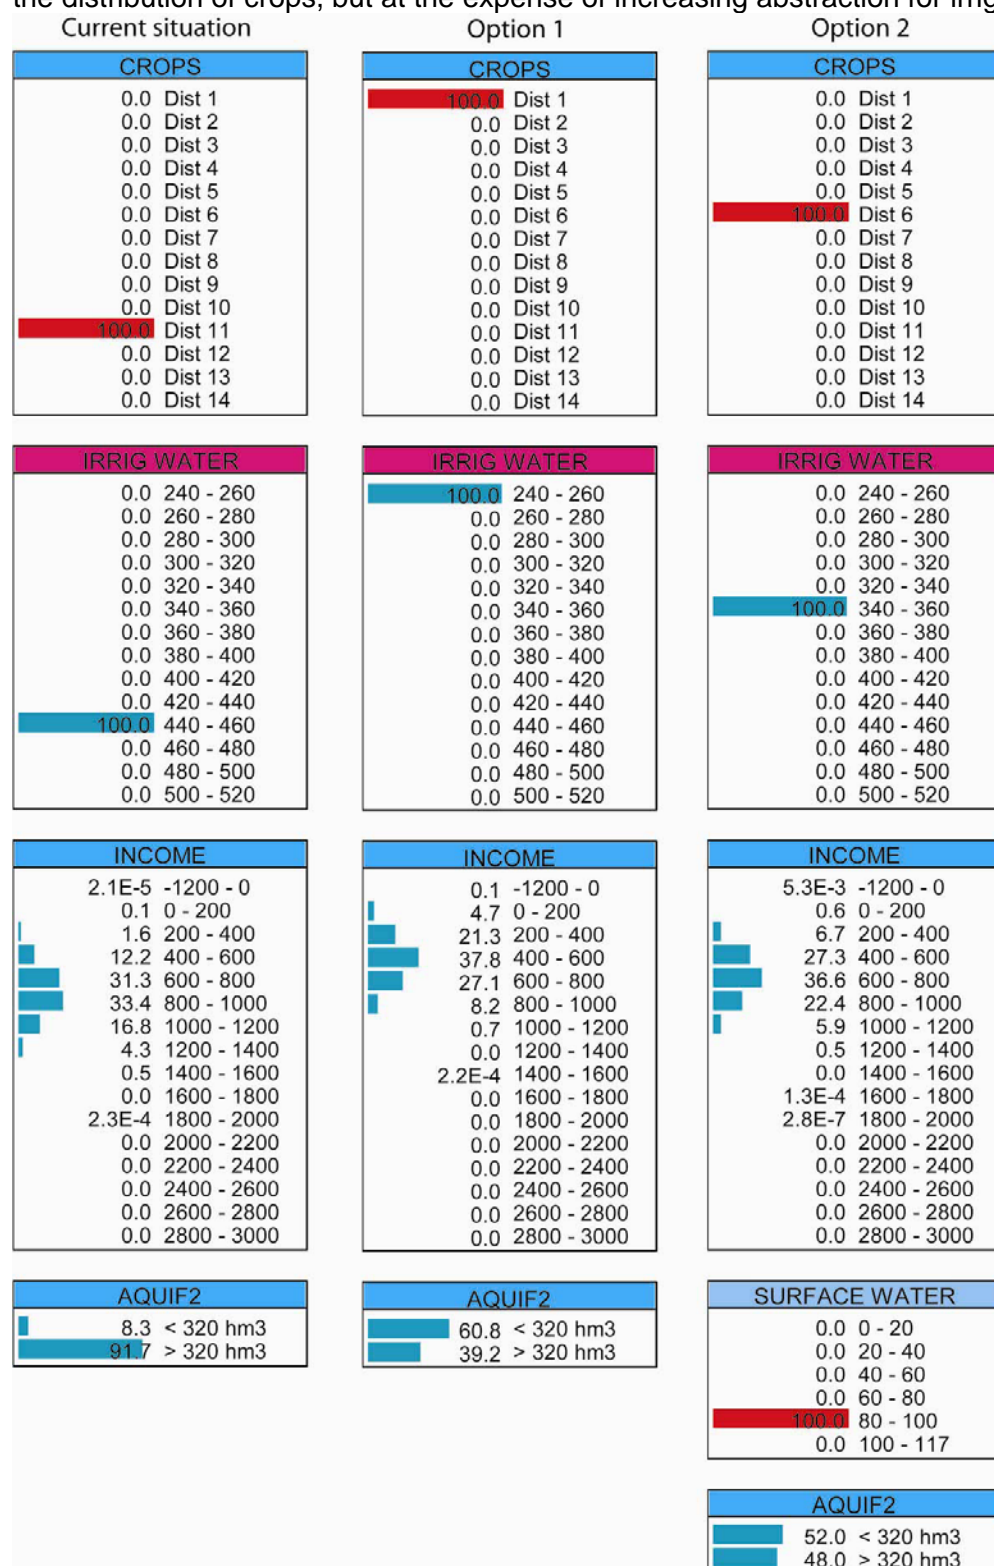 the distribution of crops, but at the expense of increasing abstraction for irrig
Current situation
CROPS
0.0 Dist 1
0.0 Dist 2
0.0 Dist 3
0.0 Dist 4
0.0 Dist 5
0.0 Dist 6
0.0 Dist 7
0.0 Dist 8
0.0 Dist 9
0.0 Dist 10
100.0 Dist 11
0.0 Dist 12
0.0 Dist 13
0.0 Dist 14
IRRIG WATER
0.0 240 - 260
0.0 260 - 280
0.0 280 - 300
0.0 300 - 320
0.0 320 - 340
0.0 340 - 360
0.0 360 - 380
0.0 380 - 400
0.0 400 - 420
0.0 420 - 440
100.0 440 - 460
0.0 460 - 480
0.0 480 - 500
0.0 500 - 520
INCOME
2.1E-5 -1200 - 0
0.1 0 - 200
1.6 200 - 400
12.2 400 - 600
31.3 600 - 800
33.4 800 - 1000
16.8 1000 - 1200
4.3 1200 - 1400
0.5 1400 - 1600
0.0 1600 - 1800
2.3E-4 1800 - 2000
0.0 2000 - 2200
0.0 2200 - 2400
0.0 2400 - 2600
0.0 2600 - 2800
0.0 2800 - 3000
AQUIF2
8.3 < 320 hm3
91.7 > 320 hm3
Option 1
CROPS
100.0 Dist 1
0.0 Dist 2
0.0 Dist 3
0.0 Dist 4
0.0 Dist 5
0.0 Dist 6
0.0 Dist 7
0.0 Dist 8
0.0 Dist 9
0.0 Dist 10
0.0 Dist 11
0.0 Dist 12
0.0 Dist 13
0.0 Dist 14
IRRIG WATER
100.0 240 - 260
0.0 260 - 280
0.0 280 - 300
0.0 300 - 320
0.0 320 - 340
0.0 340 - 360
0.0 360 - 380
0.0 380 - 400
0.0 400 - 420
0.0 420 - 440
0.0 440 - 460
0.0 460 - 480
0.0 480 - 500
0.0 500 - 520
INCOME
0.1 -1200 - 0
4.7 0 - 200
21.3 200 - 400
37.8 400 - 600
27.1 600 - 800
8.2 800 - 1000
0.7 1000 - 1200
0.0 1200 - 1400
2.2E-4 1400 - 1600
0.0 1600 - 1800
0.0 1800 - 2000
0.0 2000 - 2200
0.0 2200 - 2400
0.0 2400 - 2600
0.0 2600 - 2800
0.0 2800 - 3000
AQUIF2
60.8 < 320 hm3
39.2 > 320 hm3
Option 2
CROPS
0.0 Dist 1
0.0 Dist 2
0.0 Dist 3
0.0 Dist 4
0.0 Dist 5
100.0 Dist 6
0.0 Dist 7
0.0 Dist 8
0.0 Dist 9
0.0 Dist 10
0.0 Dist 11
0.0 Dist 12
0.0 Dist 13
0.0 Dist 14
IRRIG WATER
0.0 240 - 260
0.0 260 - 280
0.0 280 - 300
0.0 300 - 320
0.0 320 - 340
100.0 340 - 360
0.0 360 - 380
0.0 380 - 400
0.0 400 - 420
0.0 420 - 440
0.0 440 - 460
0.0 460 - 480
0.0 480 - 500
0.0 500 - 520
INCOME
5.3E-3 -1200 - 0
0.6 0 - 200
6.7 200 - 400
27.3 400 - 600
36.6 600 - 800
22.4 800 - 1000
5.9 1000 - 1200
0.5 1200 - 1400
0.0 1400 - 1600
1.3E-4 1600 - 1800
2.8E-7 1800 - 2000
0.0 2000 - 2200
0.0 2200 - 2400
0.0 2400 - 2600
0.0 2600 - 2800
0.0 2800 - 3000
SURFACE WATER
0.0 0 - 20
0.0 20 - 40
0.0 40 - 60
0.0 60 - 80
100.0 80 - 100
0.0 100 - 117
AQUIF2
52.0 < 320 hm3
48.0 > 320 hm3